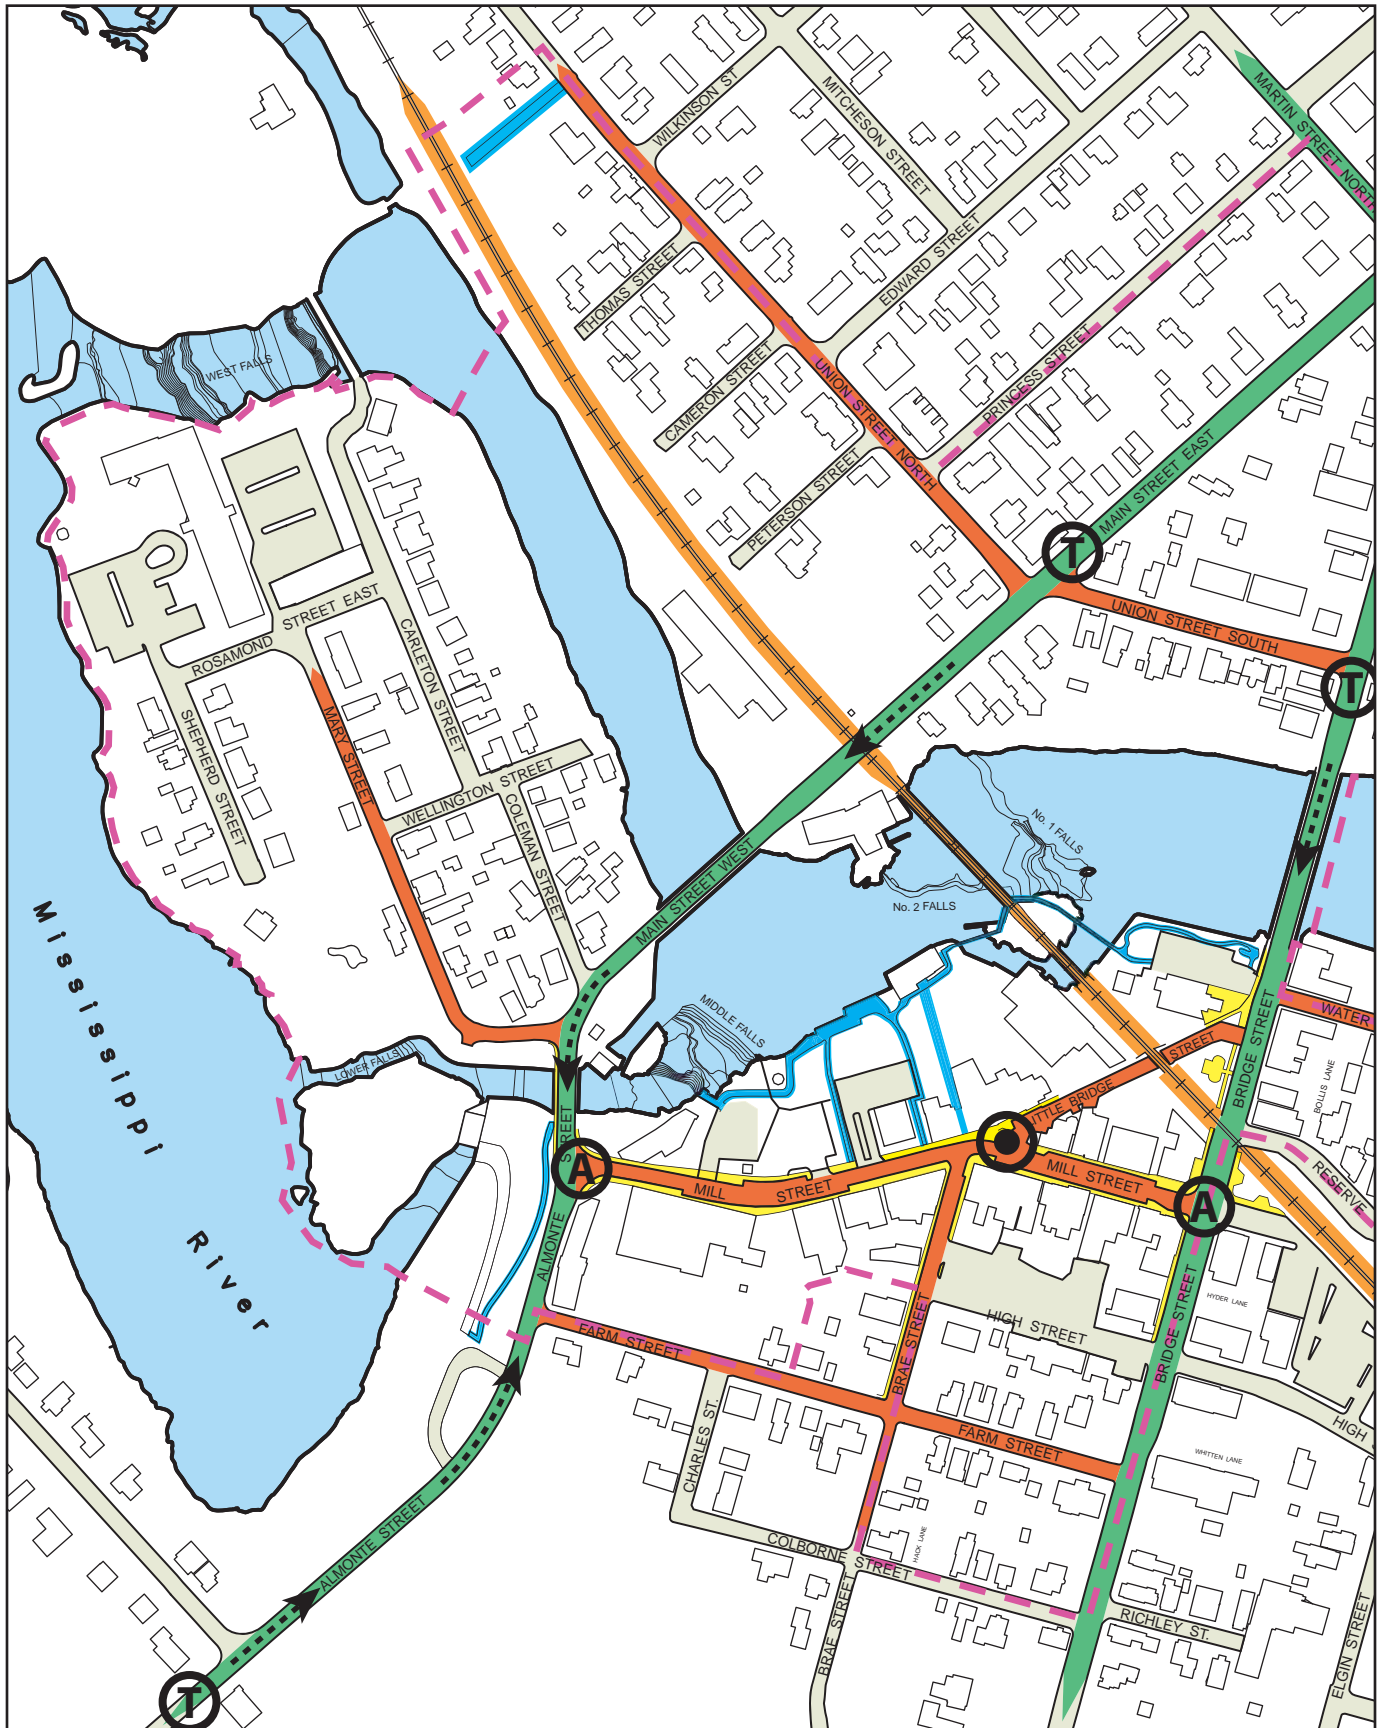 MARTIN STREET NORTH
WILKINSON ST
MITCHESON STREET
EDWARD STREET
THOMAS STREET
CAMERON STREET
UNION STREET NORTH
PRINCESS STREET
PETERSON STREET
WEST FALLS
MAIN STREET EAST
T
UNION STREET SOUTH
T
ROSAMOND STREET EAST
CARLETON STREET
MARY STREET
SHEPHERD STREET
WELLINGTON STREET
COLEMAN STREET
No. 1 FALLS
No. 2 FALLS
MAIN STREET WEST
Mississippi River
MIDDLE FALLS
LOWER FALLS
WATER
BRIDGE STREET
BOLLIS LANE
STREET
LITTLE BRIDGE
STREET
A
MILL STREET
MILL STREET
A
RESERVE
ALMONTE
HYDER LANE
HIGH STREET
FARM STREET
BRAE STREET
BRIDGE STREET
HIGH
CHARLES ST.
FARM STREET
WHITTEN LANE
ALMONTE STREET
COLBORNE STREET
HACK LANE
BRAE STREET
RICHLEY ST.
ELGIN STREET
T